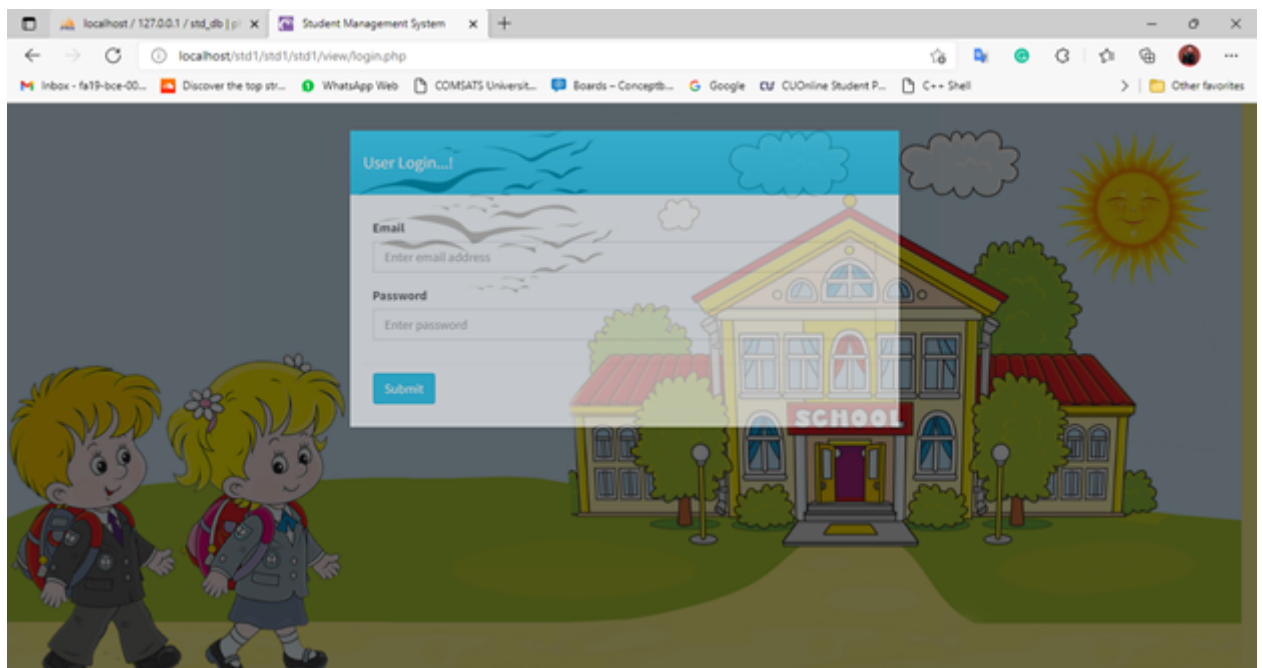 localhost / 127.0.0.1 / std_db | p
Student Management System
localhost/std1/std1/std1/view/login.php
Inbox - fa19-bce-00... Discover the top str... WhatsApp Web COMSATS Universit... Boards – Conceptb... Google CU CUOnline Student P... C++ Shell Other favorites
User Login...!
Email
Enter email address
Password
Enter password
Submit
SCHOOL